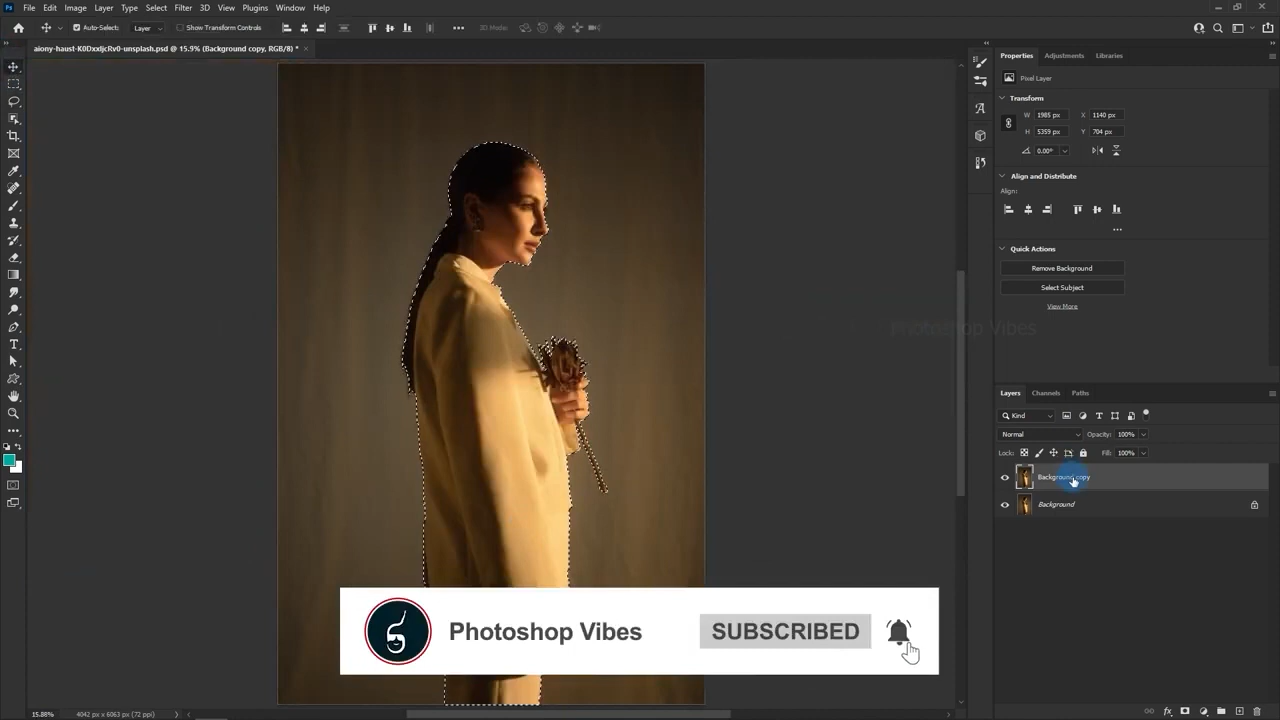 Ps File Edit Image Layer Type Select Filter 3D View Plugins Window Help
Auto-Select: Layer Show Transform Controls ••• 3D Mode:
aiony-haust-K0DxxljcRv0-unsplash.psd @ 15.9% (Background copy, RGB/8) * ×
Properties Adjustments Libraries
Pixel Layer
Transform
W 1985 px X 1140 px
H 5359 px Y 704 px
0.00°
Align and Distribute
Align:
•••
Quick Actions
Remove Background
Select Subject
View More
Photoshop Vibes
Layers Channels Paths
Kind
Normal Opacity: 100%
Lock: Fill: 100%
Background copy
Background
Photoshop Vibes SUBSCRIBED
15.88% 4042 px x 6063 px (72 ppi)